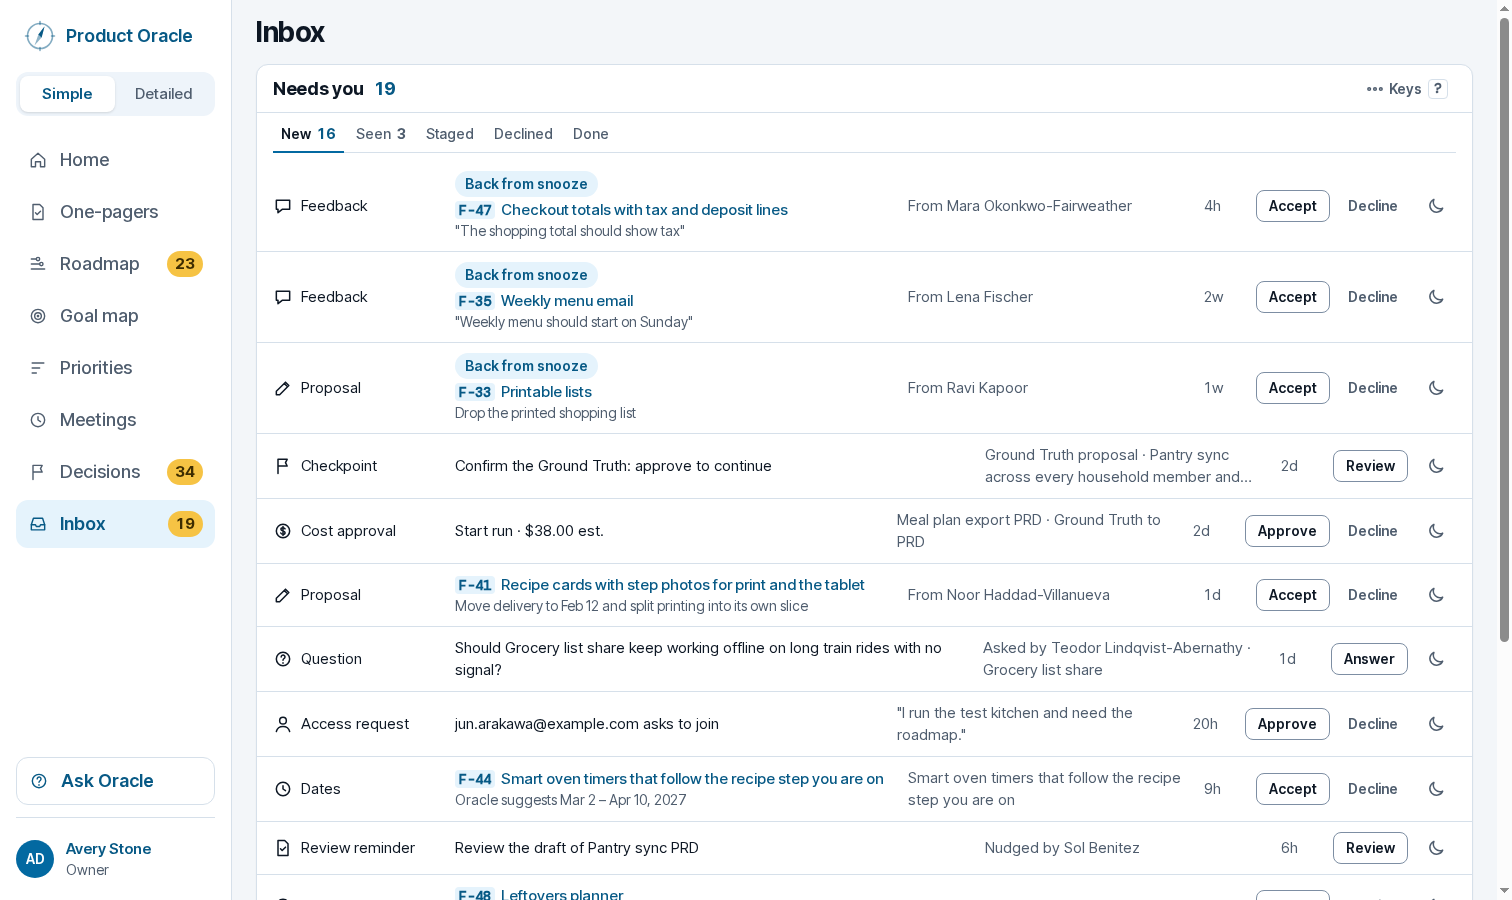 Product Oracle
Simple Detailed
Home
One-pagers
Roadmap 23
Goal map
Priorities
Meetings
Decisions 34
Inbox 19
Ask Oracle
AD Avery Stone
Owner
Inbox
Needs you 19
Keys ?
New 16 Seen 3 Staged Declined Done
Back from snooze
Feedback F-47 Checkout totals with tax and deposit lines From Mara Okonkwo-Fairweather 4h Accept Decline
"The shopping total should show tax"
Back from snooze
Feedback F-35 Weekly menu email From Lena Fischer 2w Accept Decline
"Weekly menu should start on Sunday"
Back from snooze
Proposal F-33 Printable lists From Ravi Kapoor 1w Accept Decline
Drop the printed shopping list
Checkpoint Confirm the Ground Truth: approve to continue Ground Truth proposal · Pantry sync 2d Review
across every household member and...
Cost approval Start run · $38.00 est. Meal plan export PRD · Ground Truth to 2d Approve Decline
PRD
Proposal F-41 Recipe cards with step photos for print and the tablet From Noor Haddad-Villanueva 1d Accept Decline
Move delivery to Feb 12 and split printing into its own slice
Question Should Grocery list share keep working offline on long train rides with no Asked by Teodor Lindqvist-Abernathy · 1d Answer
signal? Grocery list share
Access request jun.arakawa@example.com asks to join "I run the test kitchen and need the 20h Approve Decline
roadmap."
Dates F-44 Smart oven timers that follow the recipe step you are on Smart oven timers that follow the recipe 9h Accept Decline
Oracle suggests Mar 2 – Apr 10, 2027 step you are on
Review reminder Review the draft of Pantry sync PRD Nudged by Sol Benitez 6h Review
F-48 Leftovers planner